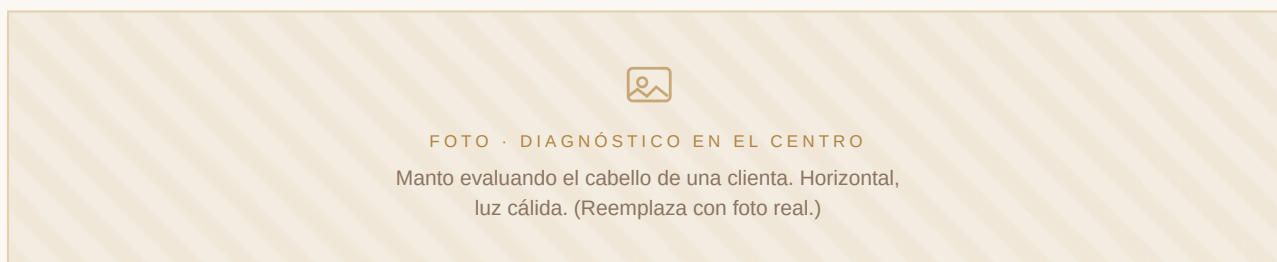 FOTO · DIAGNÓSTICO EN EL CENTRO
Manto evaluando el cabello de una clienta. Horizontal,
luz cálida. (Reemplaza con foto real.)